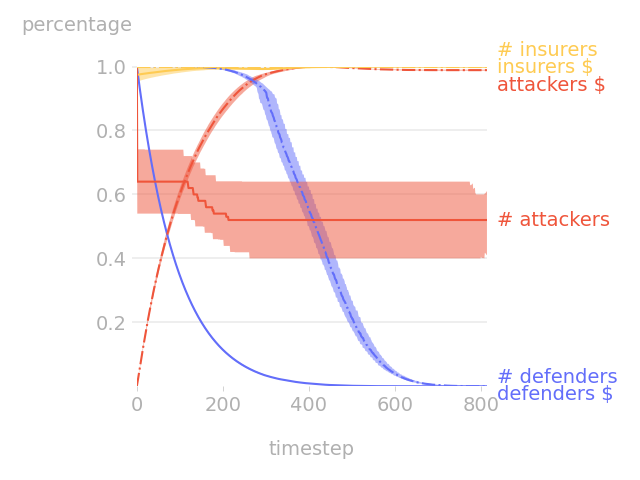 percentage
# insurers
insurers $
attackers $
1.0
0.8
0.6
# attackers
0.4
0.2
# defenders
defenders $
0 200 400 600 800
timestep